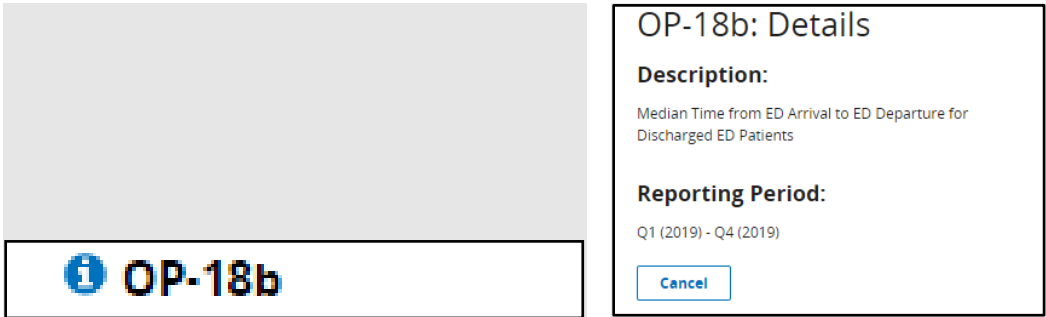 OP-18b
OP-18b: Details
Description:
Median Time from ED Arrival to ED Departure for
Discharged ED Patients
Reporting Period:
Q1 (2019) - Q4 (2019)
Cancel